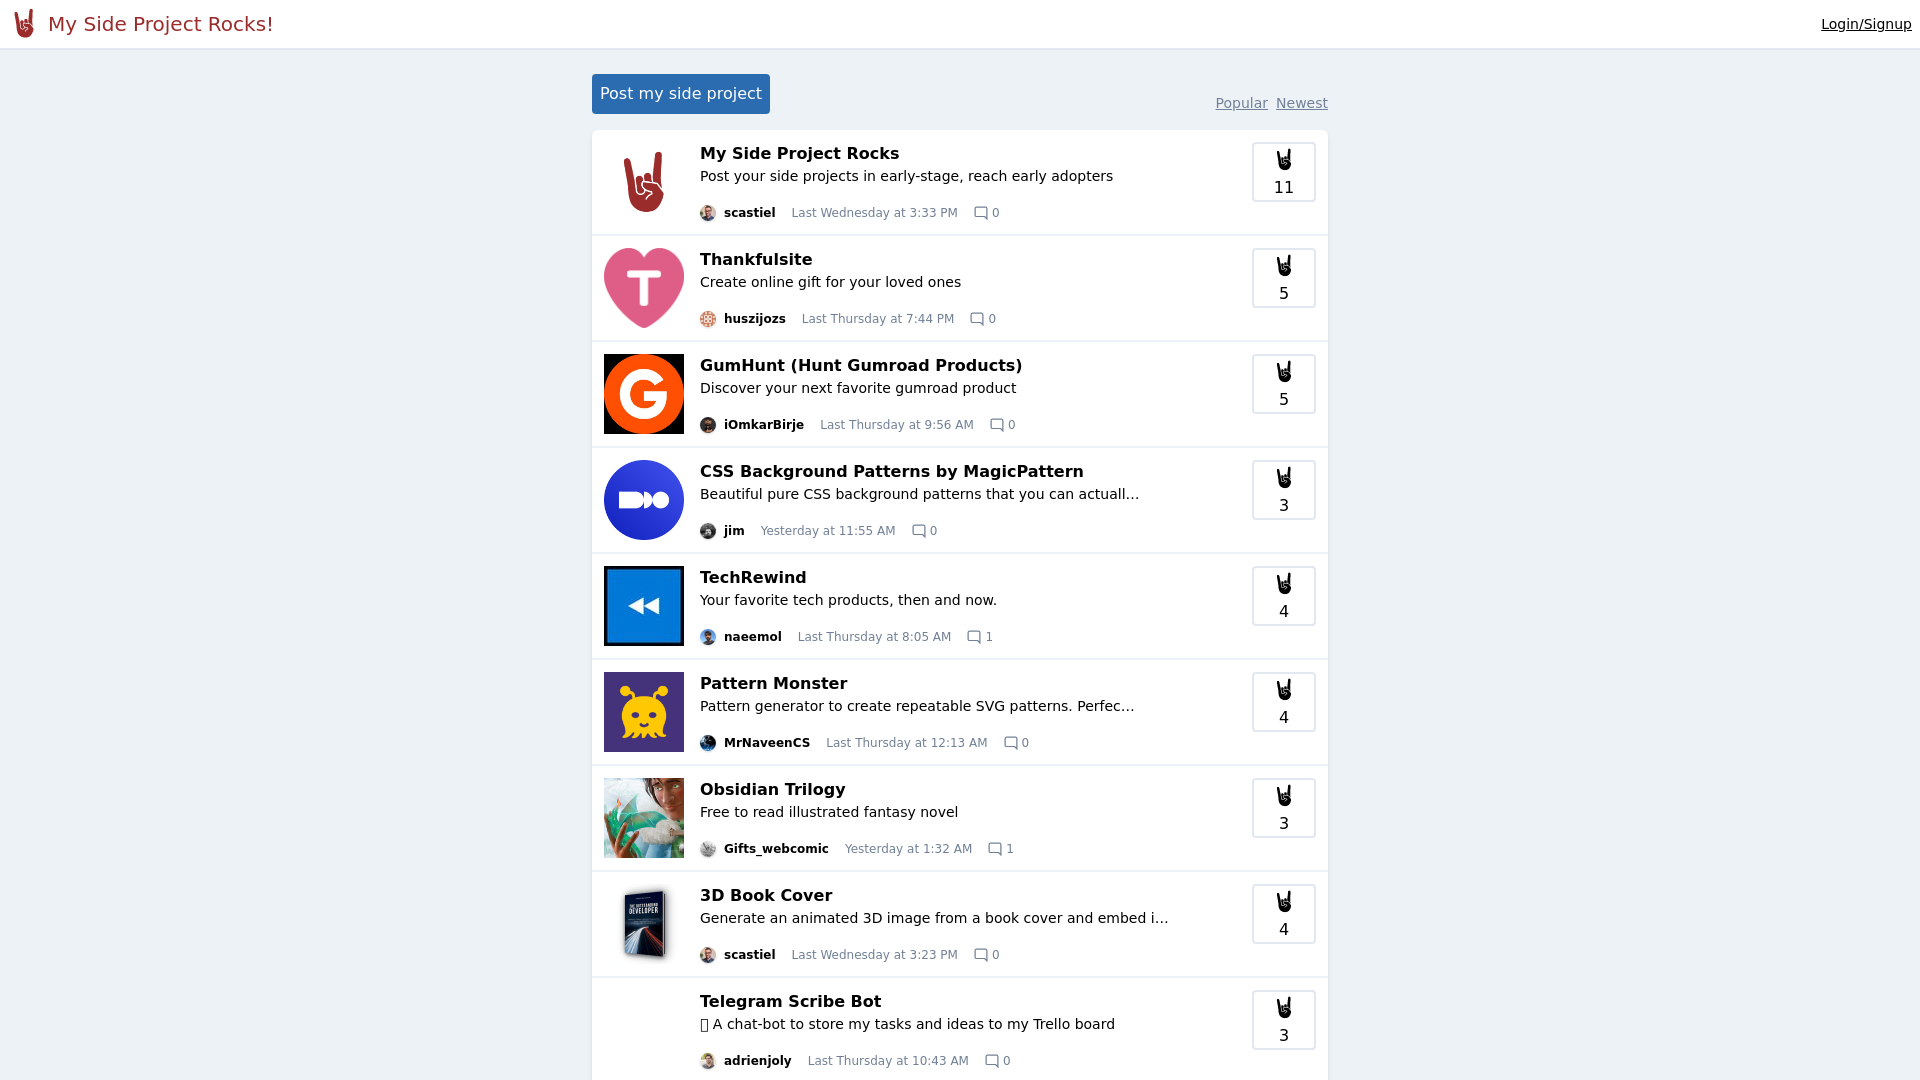 My Side Project Rocks!
Login/Signup
Post my side project
Popular Newest
My Side Project Rocks
Post your side projects in early-stage, reach early adopters
scastiel Last Wednesday at 3:33 PM 0
11
T
Thankfulsite
Create online gift for your loved ones
huszijozs Last Thursday at 7:44 PM 0
5
G
GumHunt (Hunt Gumroad Products)
Discover your next favorite gumroad product
iOmkarBirje Last Thursday at 9:56 AM 0
5
CSS Background Patterns by MagicPattern
Beautiful pure CSS background patterns that you can actuall…
jim Yesterday at 11:55 AM 0
3
TechRewind
Your favorite tech products, then and now.
naeemol Last Thursday at 8:05 AM 1
4
Pattern Monster
Pattern generator to create repeatable SVG patterns. Perfec…
MrNaveenCS Last Thursday at 12:13 AM 0
4
Obsidian Trilogy
Free to read illustrated fantasy novel
Gifts_webcomic Yesterday at 1:32 AM 1
3
DEVELOPER
3D Book Cover
Generate an animated 3D image from a book cover and embed i…
scastiel Last Wednesday at 3:23 PM 0
4
Telegram Scribe Bot
A chat-bot to store my tasks and ideas to my Trello board
adrienjoly Last Thursday at 10:43 AM 0
3